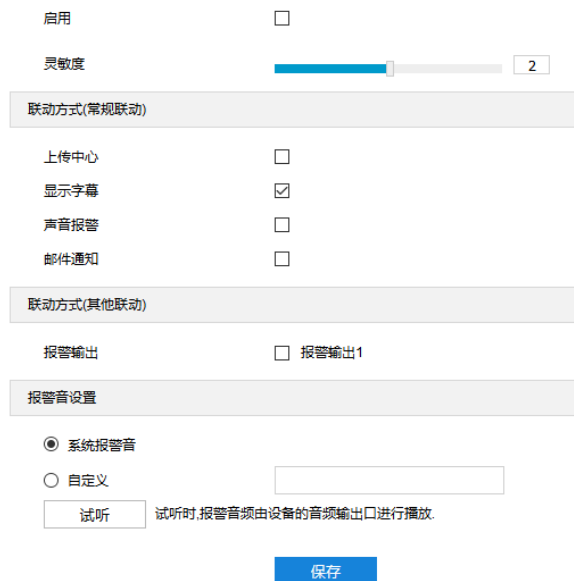 启用
灵敏度 2
联动方式(常规联动)
上传中心
显示字幕
声音报警
邮件通知
联动方式(其他联动)
报警输出 报警输出1
报警音设置
系统报警音
自定义
试听 试听时,报警音频由设备的音频输出口进行播放.
保存